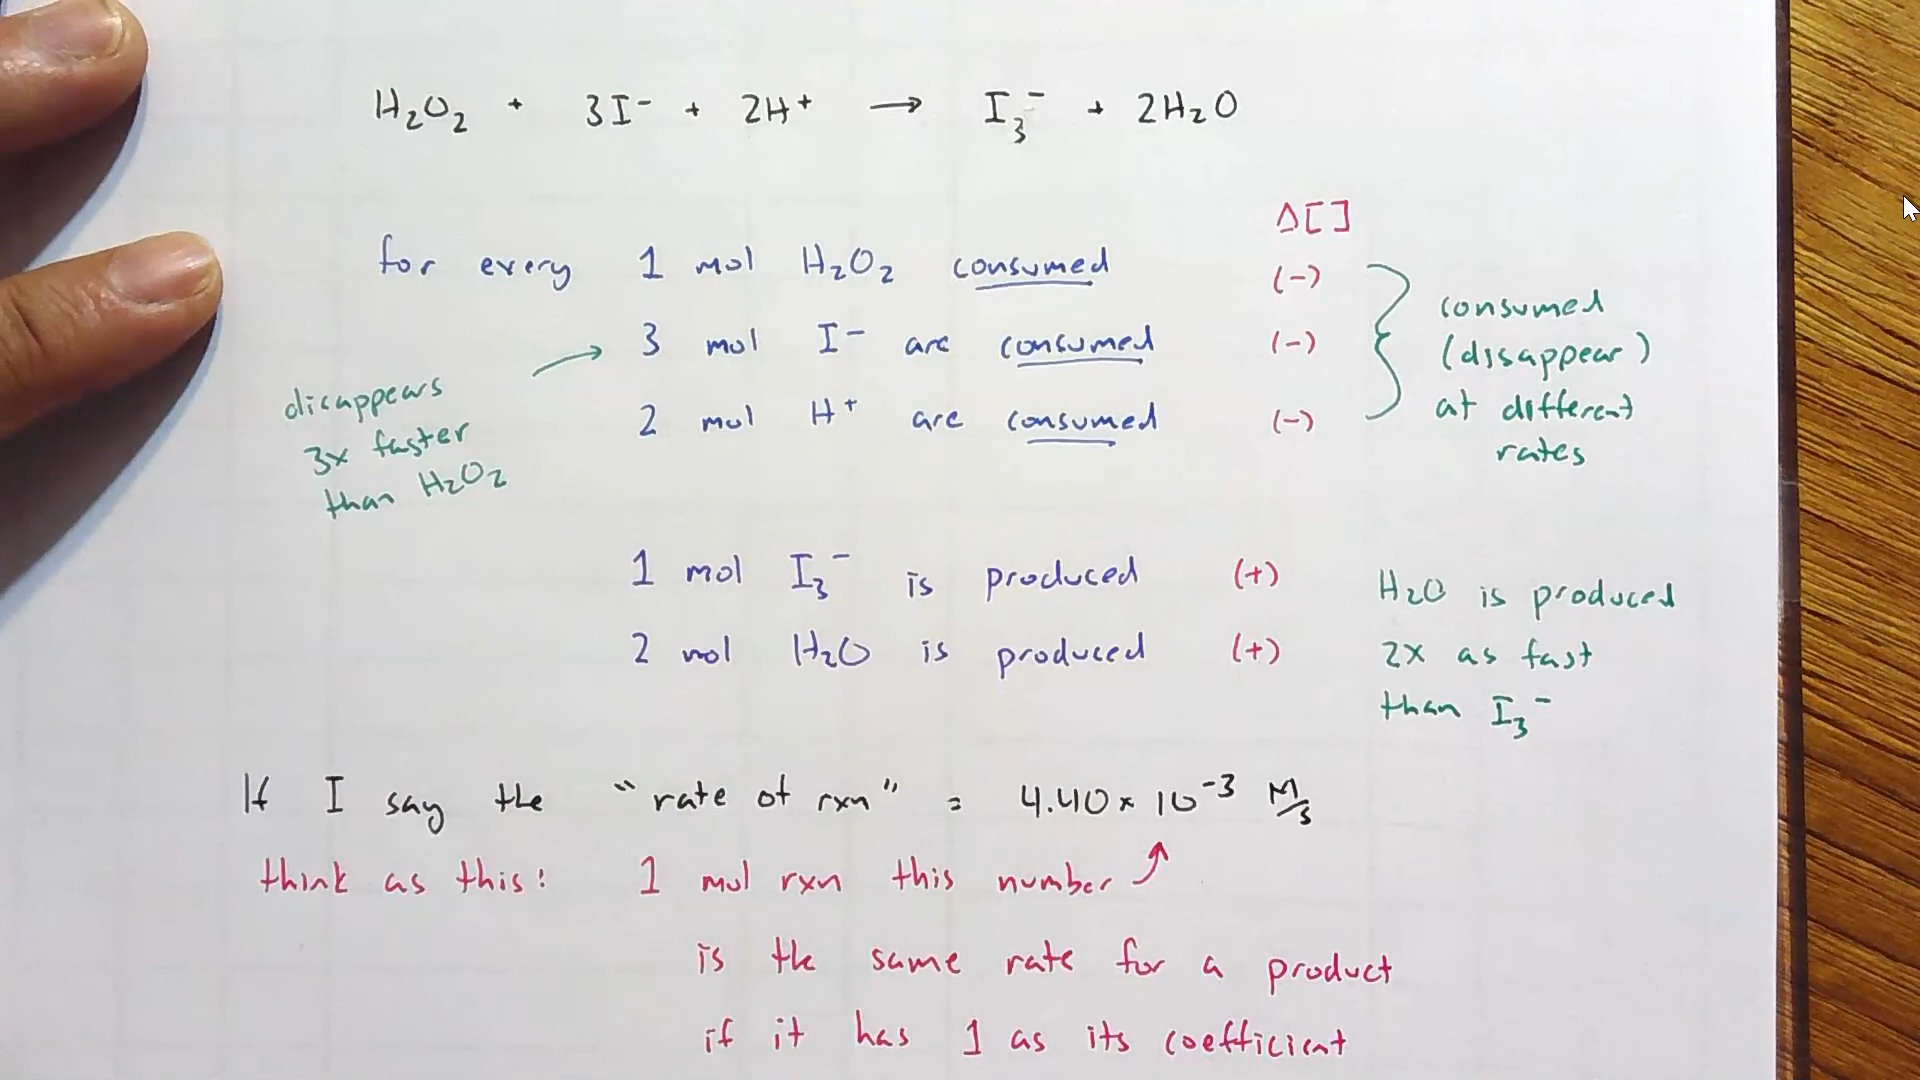 H₂O₂ + 3I⁻ + 2H⁺ → I₃⁻ + 2H₂O
Δ[]
for every 1 mol H₂O₂ consumed (-)
3 mol I⁻ are consumed (-)
2 mol H⁺ are consumed (-)
consumed
(disappear)
at different
rates
dicappears
3x faster
than H₂O₂
1 mol I₃⁻ is produced (+)
2 mol H₂O is produced (+)
H₂O is produced
2x as fast
than I₃⁻
If I say the "rate of rxn" = 4.40 × 10⁻³ M/s
think as this: 1 mol rxn this number
is the same rate for a product
if it has 1 as its coefficient